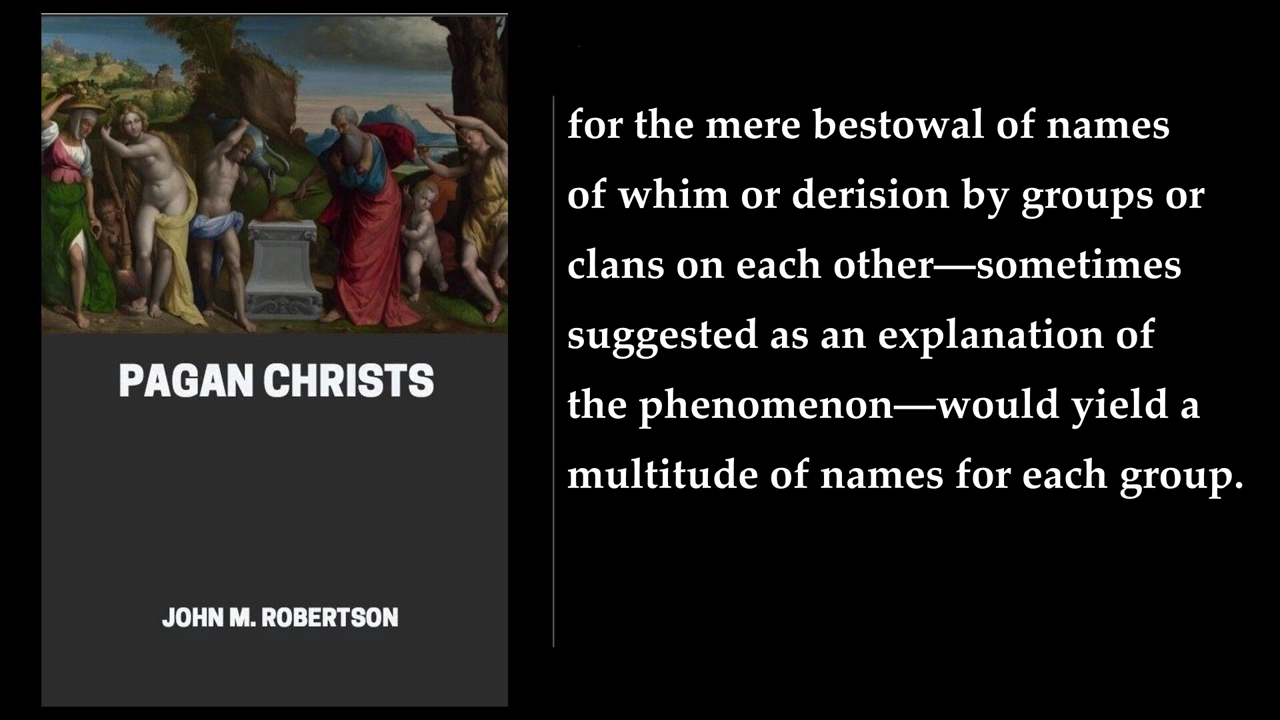 PAGAN CHRISTS
JOHN M. ROBERTSON
for the mere bestowal of names
of whim or derision by groups or
clans on each other—sometimes
suggested as an explanation of
the phenomenon—would yield a
multitude of names for each group.